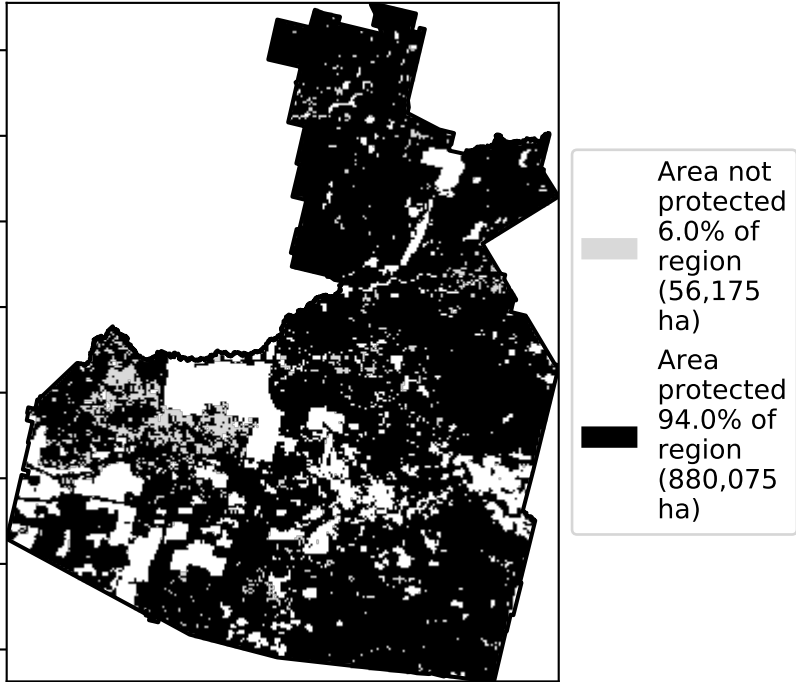 Area not
protected
6.0% of
region
(56,175
ha)
Area
protected
94.0% of
region
(880,075
ha)